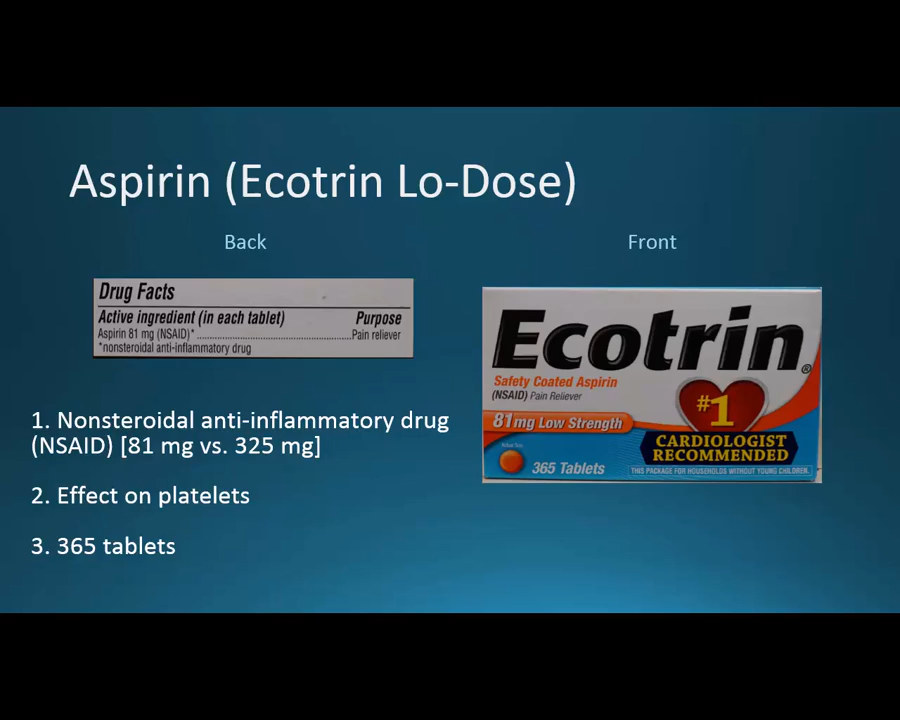 Aspirin (Ecotrin Lo-Dose)
Back
Front
Drug Facts
Active ingredient (in each tablet) Purpose
Aspirin 81 mg (NSAID)* ........................................ Pain reliever
*nonsteroidal anti-inflammatory drug
Ecotrin®
Safety Coated Aspirin
(NSAID) Pain Reliever
#1
81mg Low Strength
CARDIOLOGIST
RECOMMENDED
365 Tablets
THIS PACKAGE FOR HOUSEHOLDS WITHOUT YOUNG CHILDREN.
1. Nonsteroidal anti-inflammatory drug
(NSAID) [81 mg vs. 325 mg]
2. Effect on platelets
3. 365 tablets